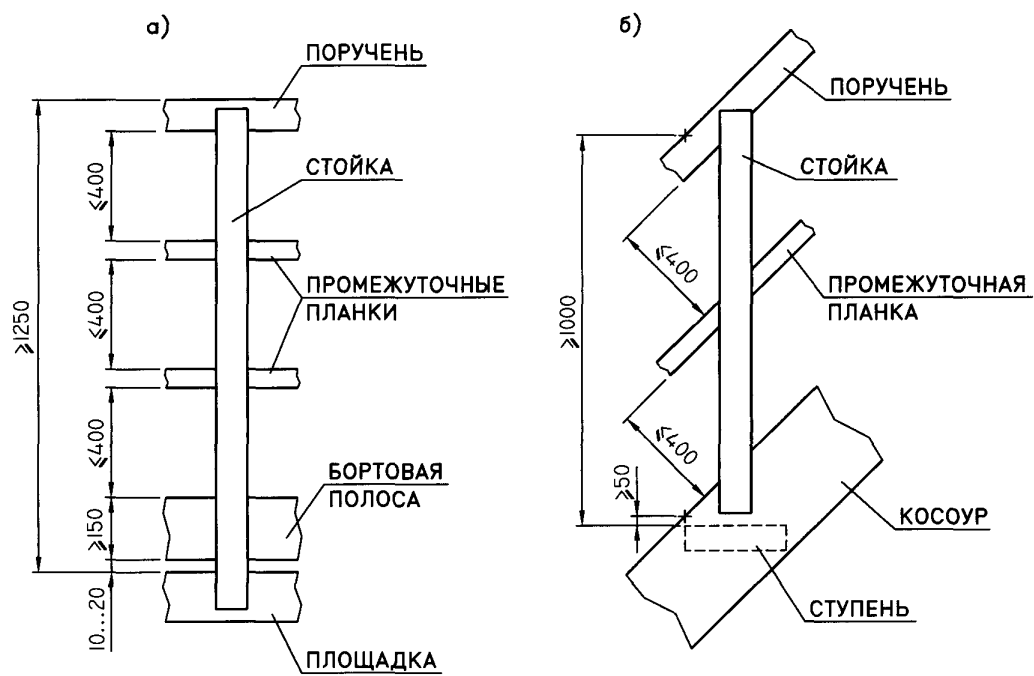 а)
ПОРУЧЕНЬ
СТОЙКА
ПРОМЕЖУТОЧНЫЕ
ПЛАНКИ
БОРТОВАЯ
ПОЛОСА
ПЛОЩАДКА
≥1250
≤400
≤400
≤400
≥150
10...20
б)
ПОРУЧЕНЬ
СТОЙКА
ПРОМЕЖУТОЧНАЯ
ПЛАНКА
КОСОУР
СТУПЕНЬ
≥1000
≤400
≤400
≥50